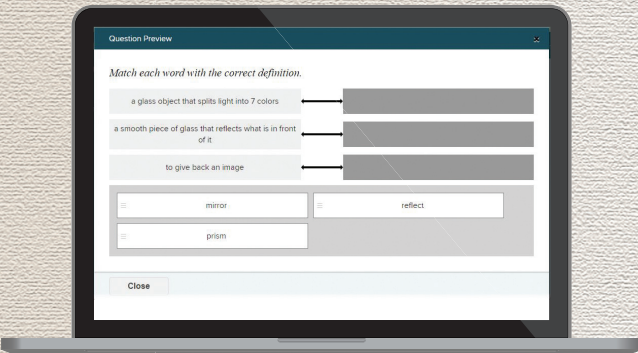 Question Preview
x
Match each word with the correct definition.
a glass object that splits light into 7 colors
a smooth piece of glass that reflects what is in front
of it
to give back an image
mirror
reflect
prism
Close